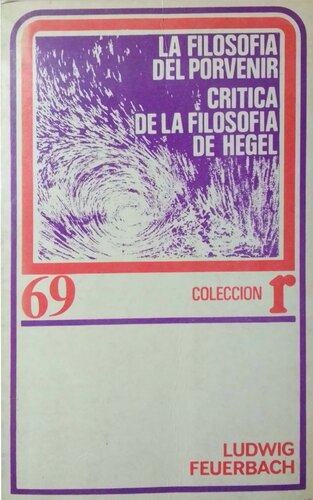 LA FILOSOFIA
DEL PORVENIR
CRITICA
DE LA FILOSOFIA
DE HEGEL
69
COLECCION r
LUDWIG
FEUERBACH